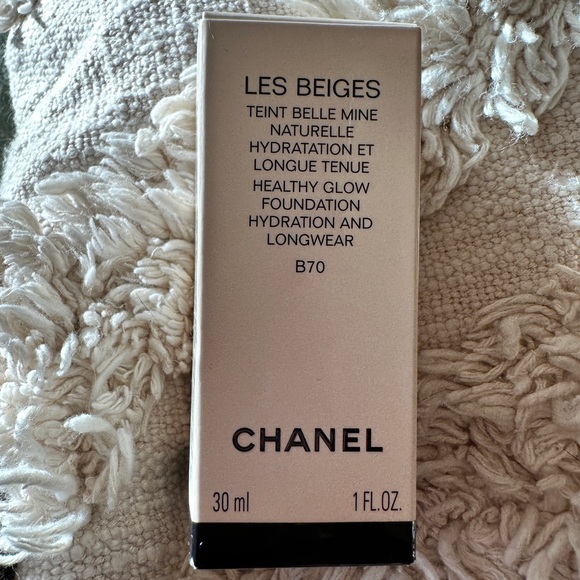 LES BEIGES
TEINT BELLE MINE
NATURELLE
HYDRATATION ET
LONGUE TENUE
HEALTHY GLOW
FOUNDATION
HYDRATION AND
LONGWEAR
B70
CHANEL
30 ml 1 FL.OZ.